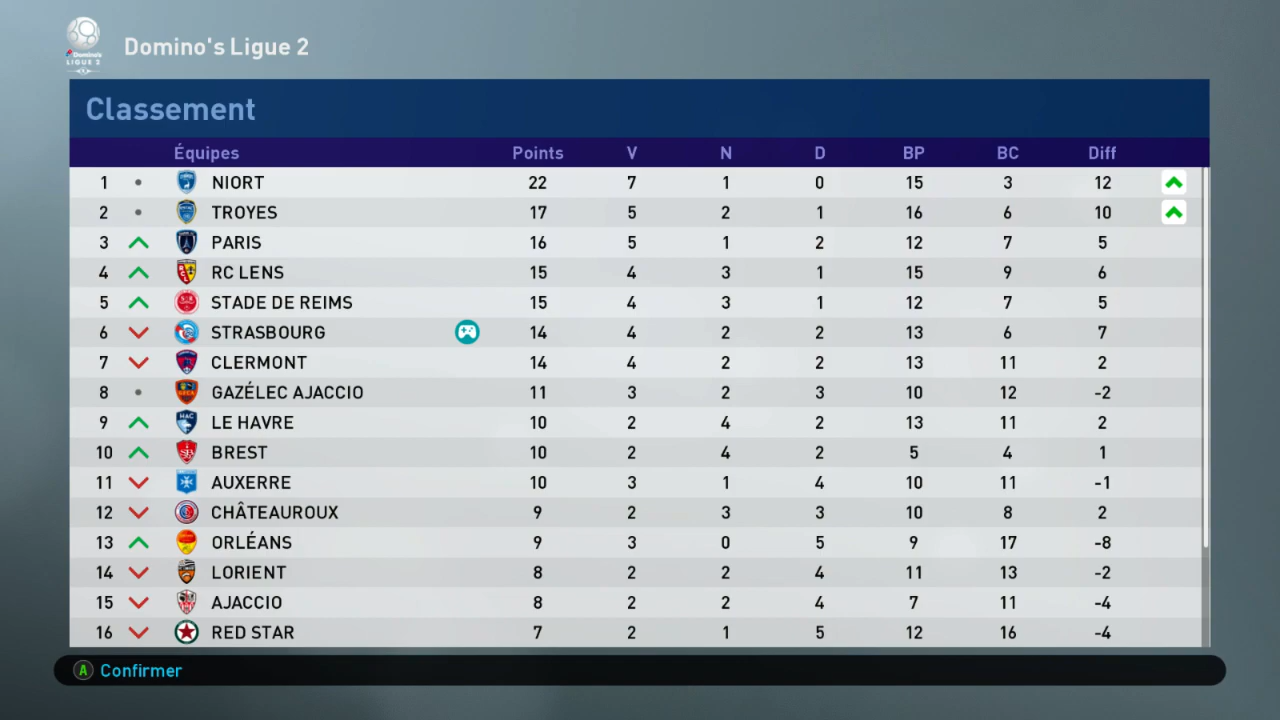 Domino's
LIGUE 2
Domino's Ligue 2
Classement
Équipes Points V N D BP BC Diff
1 NIORT 22 7 1 0 15 3 12
2 TROYES 17 5 2 1 16 6 10
3 PARIS 16 5 1 2 12 7 5
4 RC LENS 15 4 3 1 15 9 6
5 STADE DE REIMS 15 4 3 1 12 7 5
6 STRASBOURG 14 4 2 2 13 6 7
7 CLERMONT 14 4 2 2 13 11 2
8 GAZÉLEC AJACCIO 11 3 2 3 10 12 -2
9 LE HAVRE 10 2 4 2 13 11 2
10 BREST 10 2 4 2 5 4 1
11 AUXERRE 10 3 1 4 10 11 -1
12 CHÂTEAUROUX 9 2 3 3 10 8 2
13 ORLÉANS 9 3 0 5 9 17 -8
14 LORIENT 8 2 2 4 11 13 -2
15 AJACCIO 8 2 2 4 7 11 -4
16 RED STAR 7 2 1 5 12 16 -4
A Confirmer